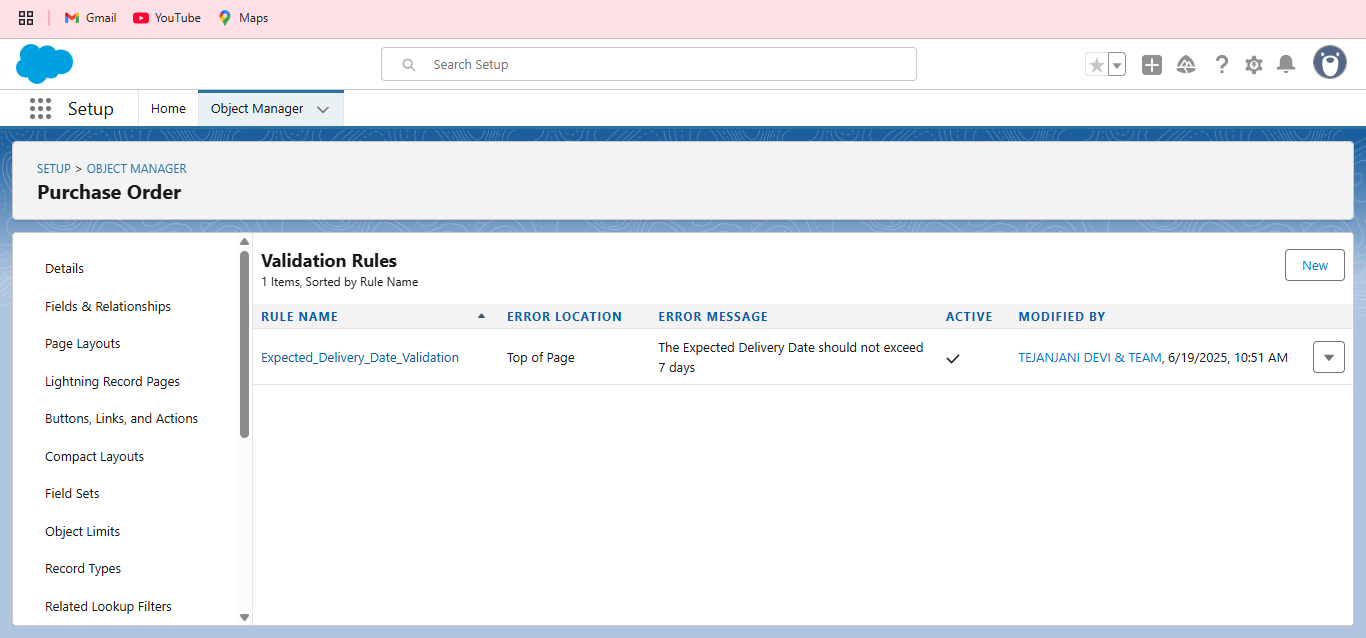 Gmail YouTube Maps
Search Setup
Setup Home Object Manager
SETUP > OBJECT MANAGER
Purchase Order
Details
Fields & Relationships
Page Layouts
Lightning Record Pages
Buttons, Links, and Actions
Compact Layouts
Field Sets
Object Limits
Record Types
Related Lookup Filters
Validation Rules
1 Items, Sorted by Rule Name
New
RULE NAME ERROR LOCATION ERROR MESSAGE ACTIVE MODIFIED BY
Expected_Delivery_Date_Validation Top of Page The Expected Delivery Date should not exceed
7 days
TEJANJANI DEVI & TEAM, 6/19/2025, 10:51 AM